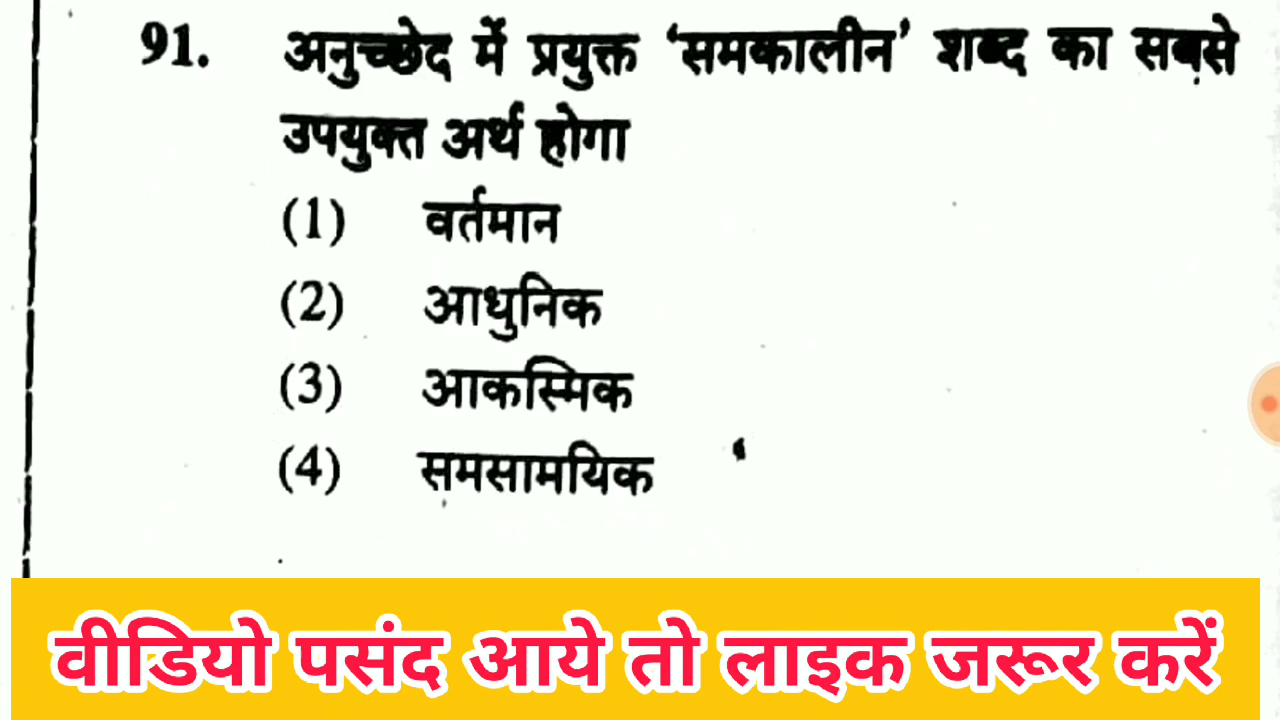 91. अनुच्छेद में प्रयुक्त ‘समकालीन’ शब्द का सबसे
उपयुक्त अर्थ होगा
(1) वर्तमान
(2) आधुनिक
(3) आकस्मिक
(4) समसामयिक
वीडियो पसंद आये तो लाइक जरूर करें